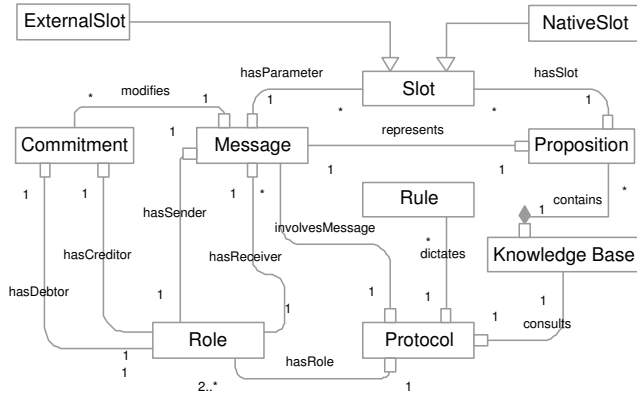 ExternalSlot
NativeSlot
hasParameter
Slot
hasSlot
* modifies 1
1 * * 1
Commitment
1
Message
represents
Proposition
1 1
1 1 1 * 1 1 *
hasSender
Rule
contains
involvesMessage
*
dictates
Knowledge Base
hasCreditor
hasReceiver
hasDebtor
1 1 1 1 1
1
consults
Role
Protocol
1
1
hasRole
2..* 1